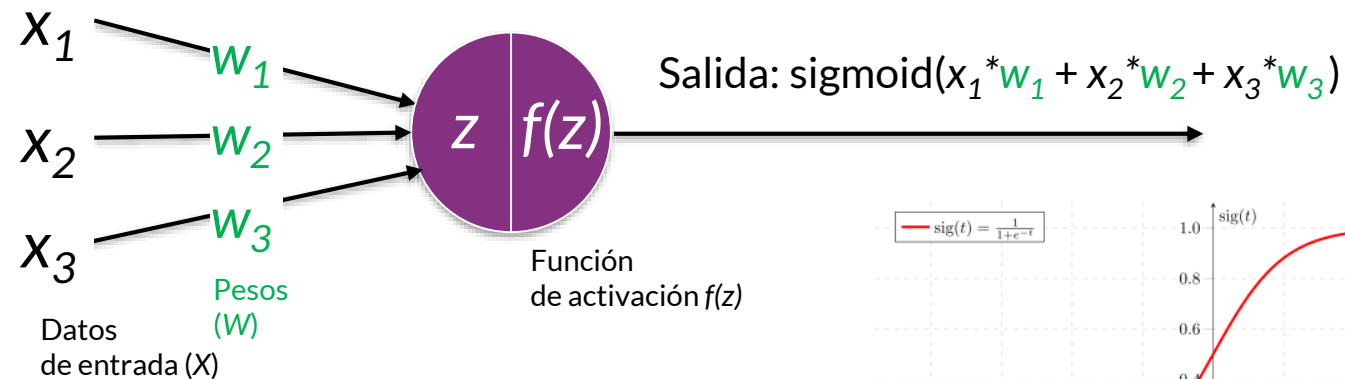 x₁
w₁
x₂
w₂
x₃
w₃
z
f(z)
Salida: sigmoid(x₁*w₁ + x₂*w₂ + x₃*w₃)
Pesos
(W)
Datos
de entrada (X)
Función
de activación f(z)
sig(t) = 1/(1+e^{-t})
sig(t)
1.0
0.8
0.6